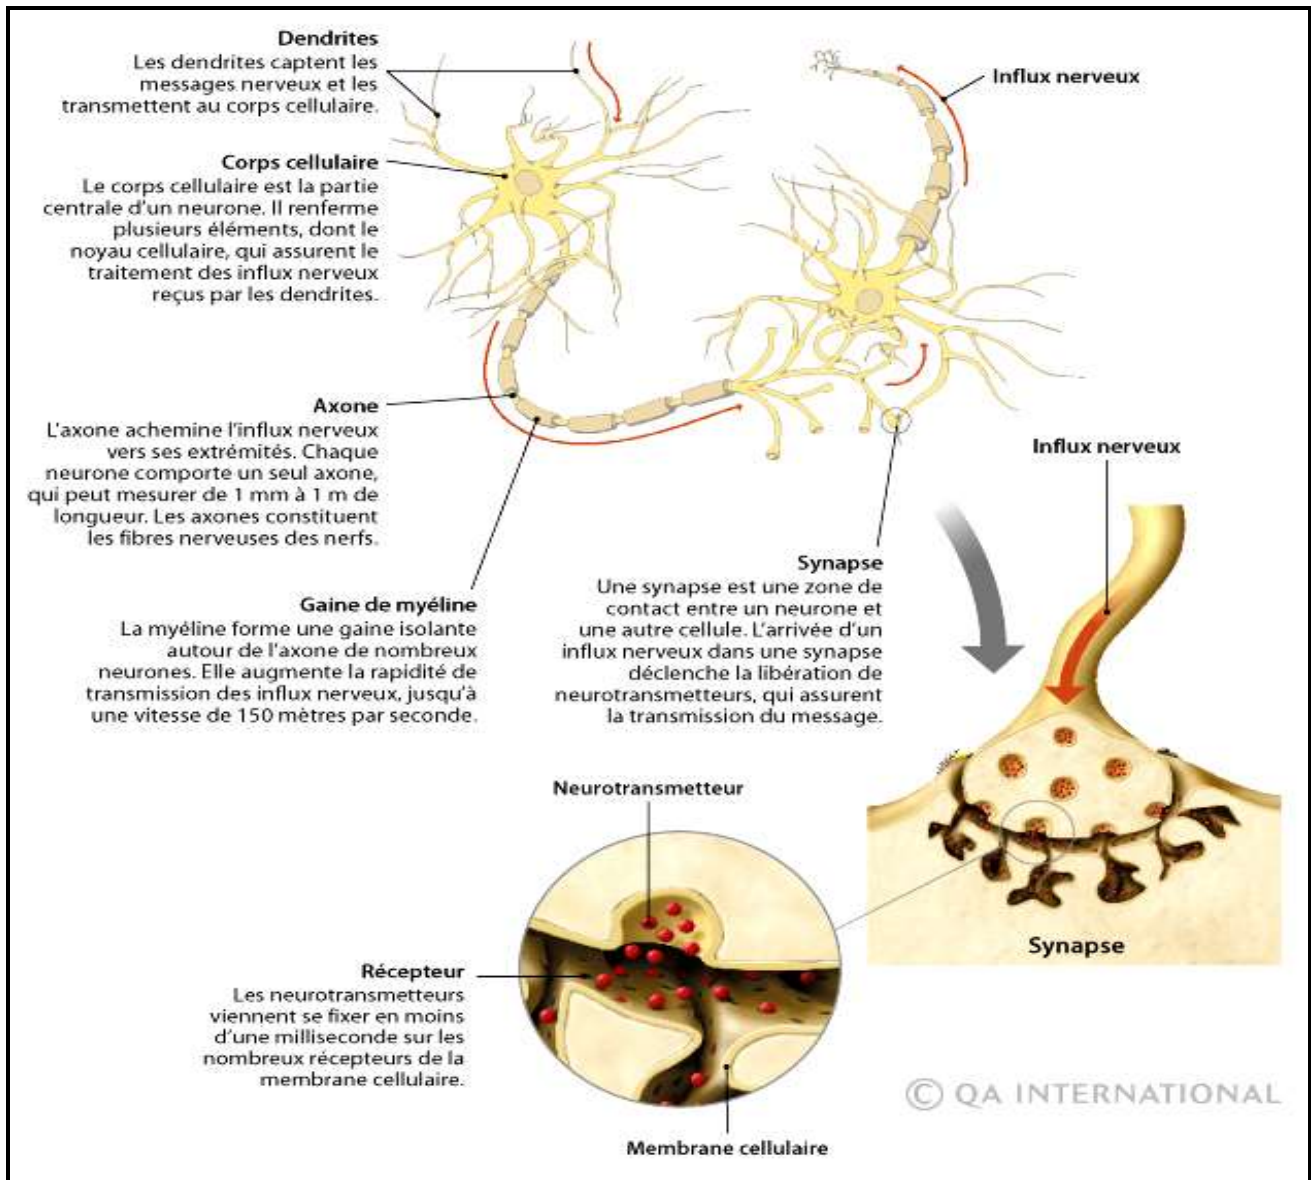 Dendrites
Les dendrites captent les
messages nerveux et les
transmettent au corps cellulaire.
Influx nerveux
Corps cellulaire
Le corps cellulaire est la partie
centrale d'un neurone. Il renferme
plusieurs éléments, dont le
noyau cellulaire, qui assurent le
traitement des influx nerveux
reçus par les dendrites.
Axone
L'axone achemine l'influx nerveux
vers ses extrémités. Chaque
neurone comporte un seul axone,
qui peut mesurer de 1 mm à 1 m de
longueur. Les axones constituent
les fibres nerveuses des nerfs.
Influx nerveux
Gaine de myéline
La myéline forme une gaine isolante
autour de l'axone de nombreux
neurones. Elle augmente la rapidité de
transmission des influx nerveux, jusqu'à
une vitesse de 150 mètres par seconde.
Synapse
Une synapse est une zone de
contact entre un neurone et
une autre cellule. L'arrivée d'un
influx nerveux dans une synapse
déclenche la libération de
neurotransmetteurs, qui assurent
la transmission du message.
Neurotransmetteur
Synapse
Récepteur
Les neurotransmetteurs
viennent se fixer en moins
d'une milliseconde sur les
nombreux récepteurs de la
membrane cellulaire.
© QA INTERNATIONAL
Membrane cellulaire